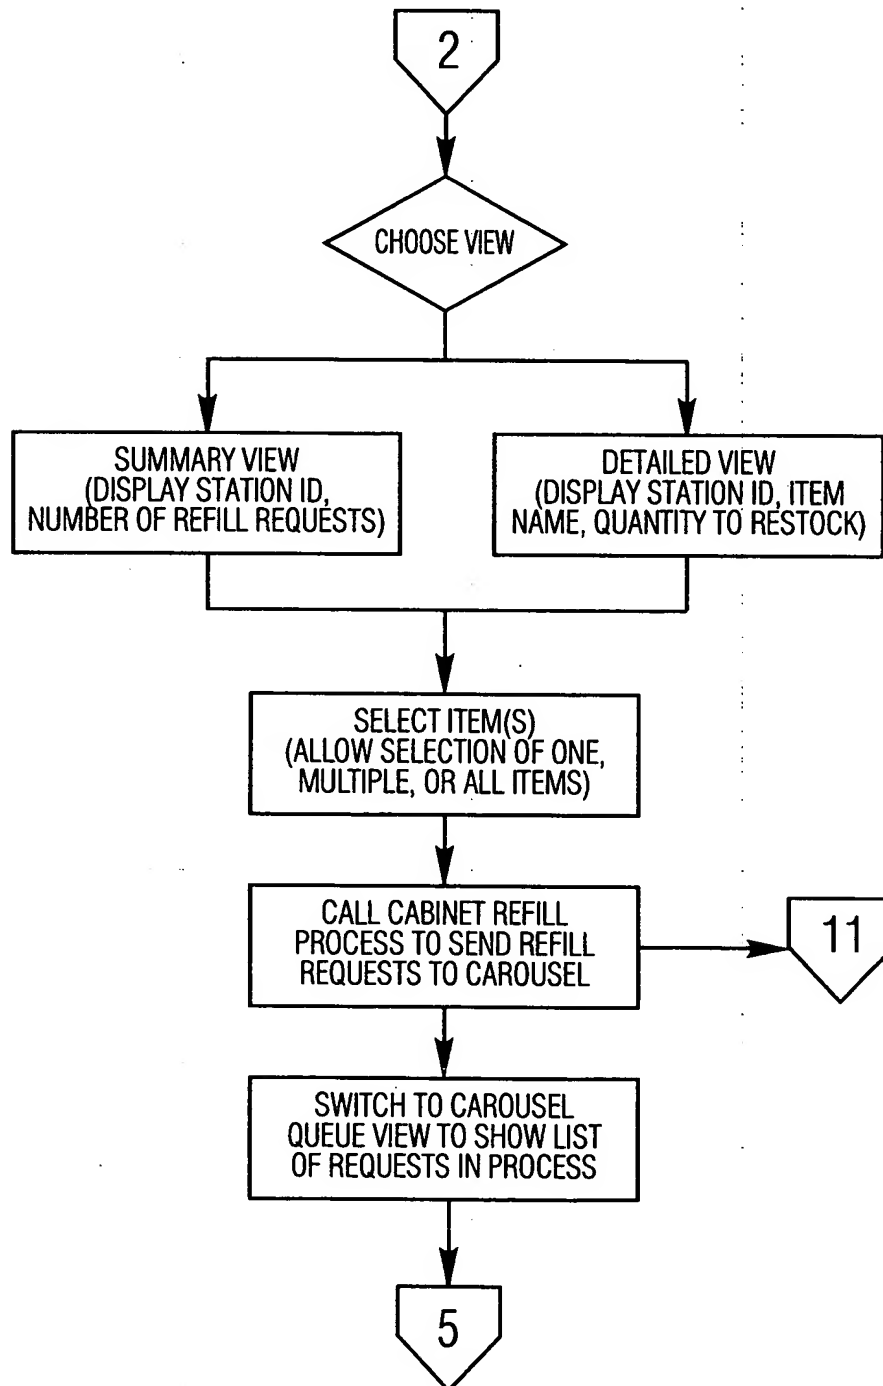 2
CHOOSE VIEW
SUMMARY VIEW
(DISPLAY STATION ID,
NUMBER OF REFILL REQUESTS)
DETAILED VIEW
(DISPLAY STATION ID, ITEM
NAME, QUANTITY TO RESTOCK)
SELECT ITEM(S)
(ALLOW SELECTION OF ONE,
MULTIPLE, OR ALL ITEMS)
CALL CABINET REFILL
PROCESS TO SEND REFILL
REQUESTS TO CAROUSEL
11
SWITCH TO CAROUSEL
QUEUE VIEW TO SHOW LIST
OF REQUESTS IN PROCESS
5